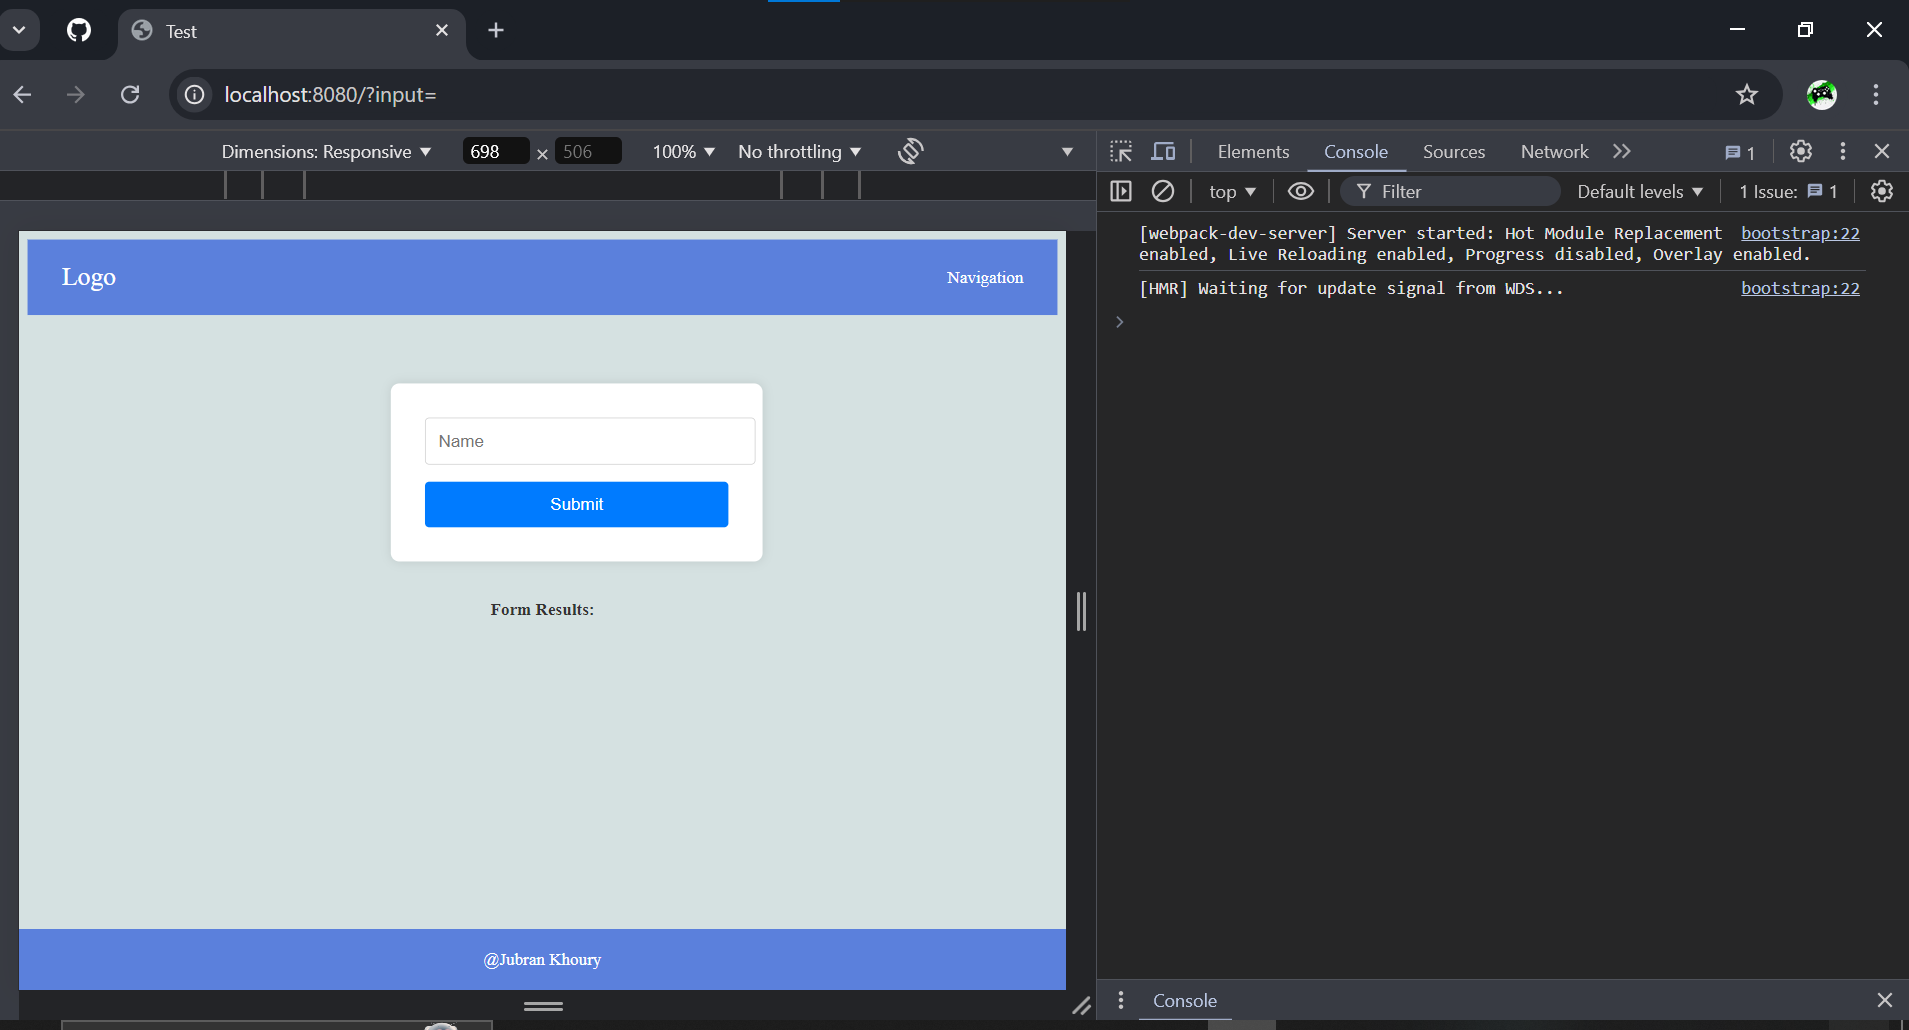 Test
localhost:8080/?input=
Dimensions: Responsive 698 × 506 100% No throttling
Elements Console Sources Network 1
top Filter Default levels 1 Issue: 1
[webpack-dev-server] Server started: Hot Module Replacement bootstrap:22
enabled, Live Reloading enabled, Progress disabled, Overlay enabled.
[HMR] Waiting for update signal from WDS... bootstrap:22
Logo Navigation
Name
Submit
Form Results:
@Jubran Khoury
Console